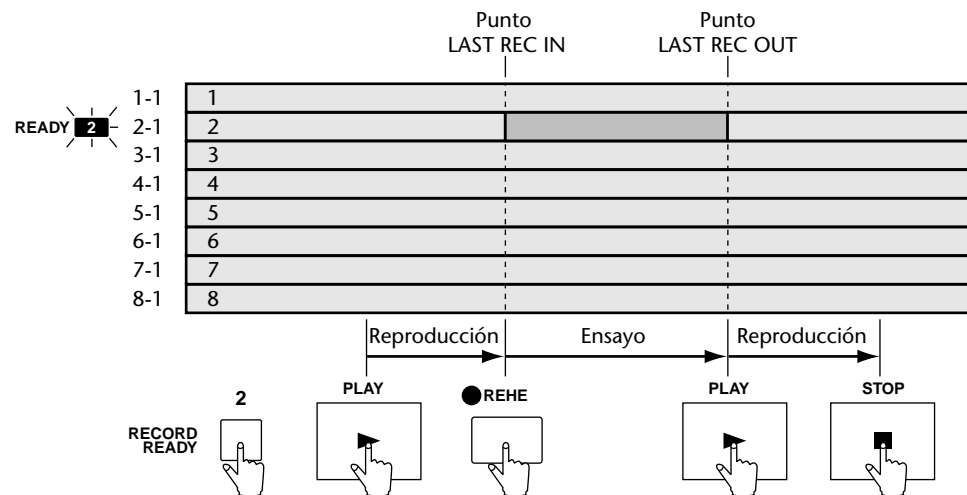 Punto
LAST REC IN
Punto
LAST REC OUT
1-1 1
READY 2 2-1 2
3-1 3
4-1 4
5-1 5
6-1 6
7-1 7
8-1 8
Reproducción Ensayo Reproducción
2 PLAY REHE PLAY STOP
RECORD
READY